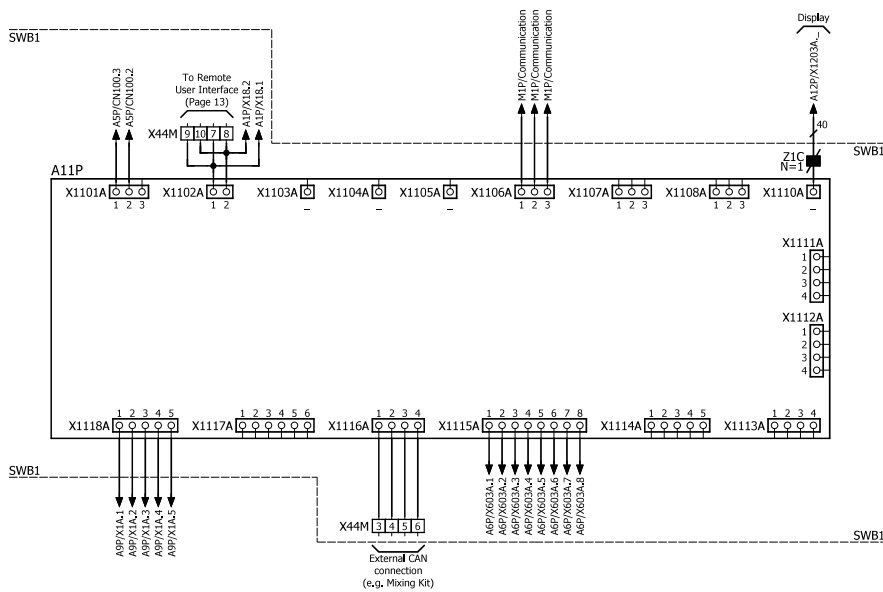 SWB1
A5P/CN100.3
A5P/CN100.2
To Remote
User Interface
(Page 13)
A1P/X18.2
A1P/X18.1
X44M
9 10 7 8
M1P/Communication
M1P/Communication
M1P/Communication
Display
A12P/X1203A._
40
SWB1
Z1C
N=1
A11P
X1101A
1 2 3
X1102A
1 2
X1103A
_
X1104A
_
X1105A
_
X1106A
1 2 3
X1107A
1 2 3
X1108A
1 2 3
X1110A
_
X1111A
1
2
3
4
X1112A
1
2
3
4
X1118A
1 2 3 4 5
X1117A
1 2 3 4 5 6
X1116A
1 2 3 4
X1115A
1 2 3 4 5 6 7 8
X1114A
1 2 3 4 5
X1113A
1 2 3 4
SWB1
A9P/X1A.1
A9P/X1A.2
A9P/X1A.3
A9P/X1A.4
A9P/X1A.5
X44M
3 4 5 6
External CAN
connection
(e.g. Mixing Kit)
A6P/X603A.1
A6P/X603A.2
A6P/X603A.3
A6P/X603A.4
A6P/X603A.5
A6P/X603A.6
A6P/X603A.7
A6P/X603A.8
SWB1